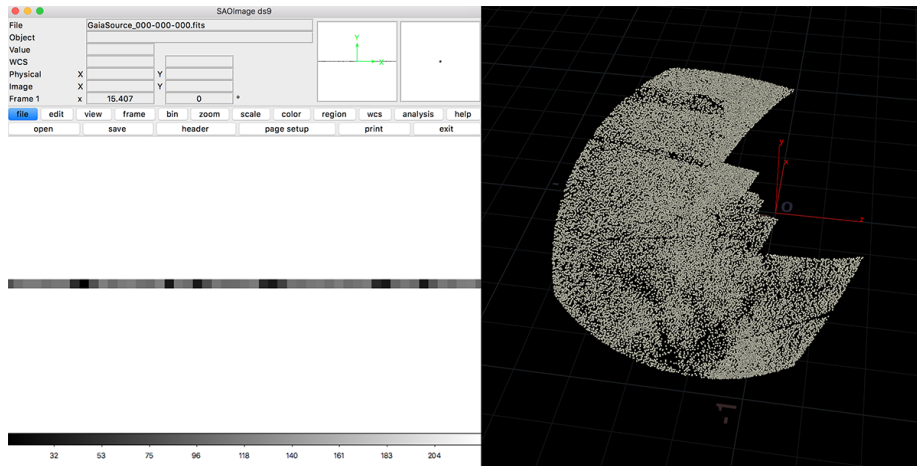 SAOImage ds9
File GaiaSource_000-000-000.fits
Object
Value
WCS
Physical X Y
Image X Y
Frame 1 x 15.407 0 °
file edit view frame bin zoom scale color region wcs analysis help
open save header page setup print exit
32 53 75 96 118 140 161 183 204
Y
X
y
x
z
0
-1